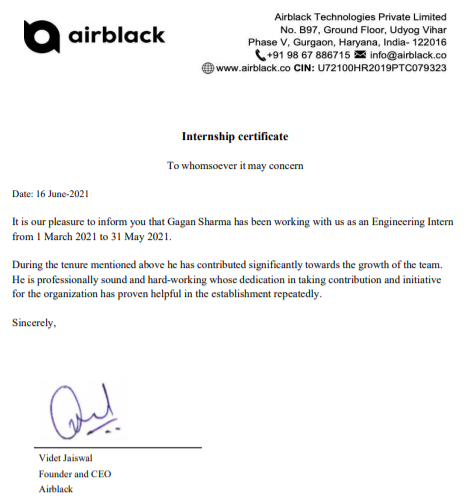 airblack
Airblack Technologies Private Limited
No. B97, Ground Floor, Udyog Vihar
Phase V, Gurgaon, Haryana, India- 122016
+91 98 67 886715 info@airblack.co
www.airblack.co CIN: U72100HR2019PTC079323
Internship certificate
To whomsoever it may concern
Date: 16 June-2021
It is our pleasure to inform you that Gagan Sharma has been working with us as an Engineering Intern
from 1 March 2021 to 31 May 2021.
During the tenure mentioned above he has contributed significantly towards the growth of the team.
He is professionally sound and hard-working whose dedication in taking contribution and initiative
for the organization has proven helpful in the establishment repeatedly.
Sincerely,
Videt Jaiswal
Founder and CEO
Airblack